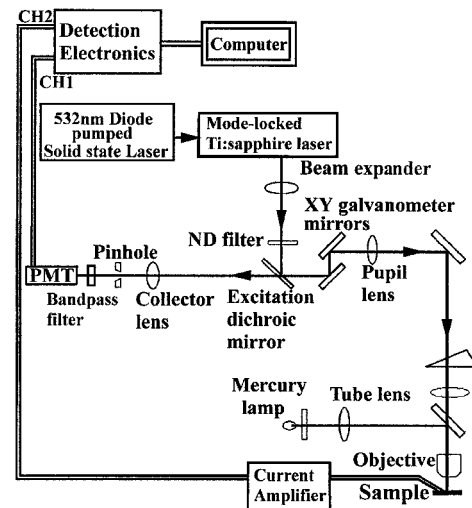 CH2
Detection
Electronics
Computer
CH1
532nm Diode
pumped
Solid state Laser
Mode-locked
Ti:sapphire laser
Beam expander
XY galvanometer
mirrors
ND filter
Pinhole
PMT
Bandpass
filter
Collector
lens
Excitation
dichroic
mirror
Pupil
lens
Mercury
lamp
Tube lens
Objective
Current
Amplifier
Sample